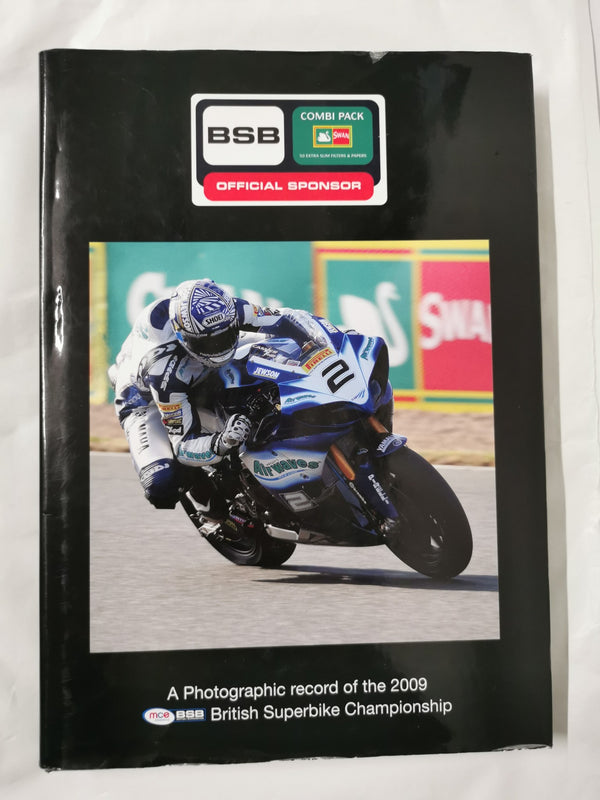 BSB
COMBI PACK
SWAN
50 EXTRA SLIM FILTERS & PAPERS
OFFICIAL SPONSOR
SWAN
SHOEI
PIRELLI
JEWSON
2
Airwaves
YAMAHA
A Photographic record of the 2009
mce BSB British Superbike Championship